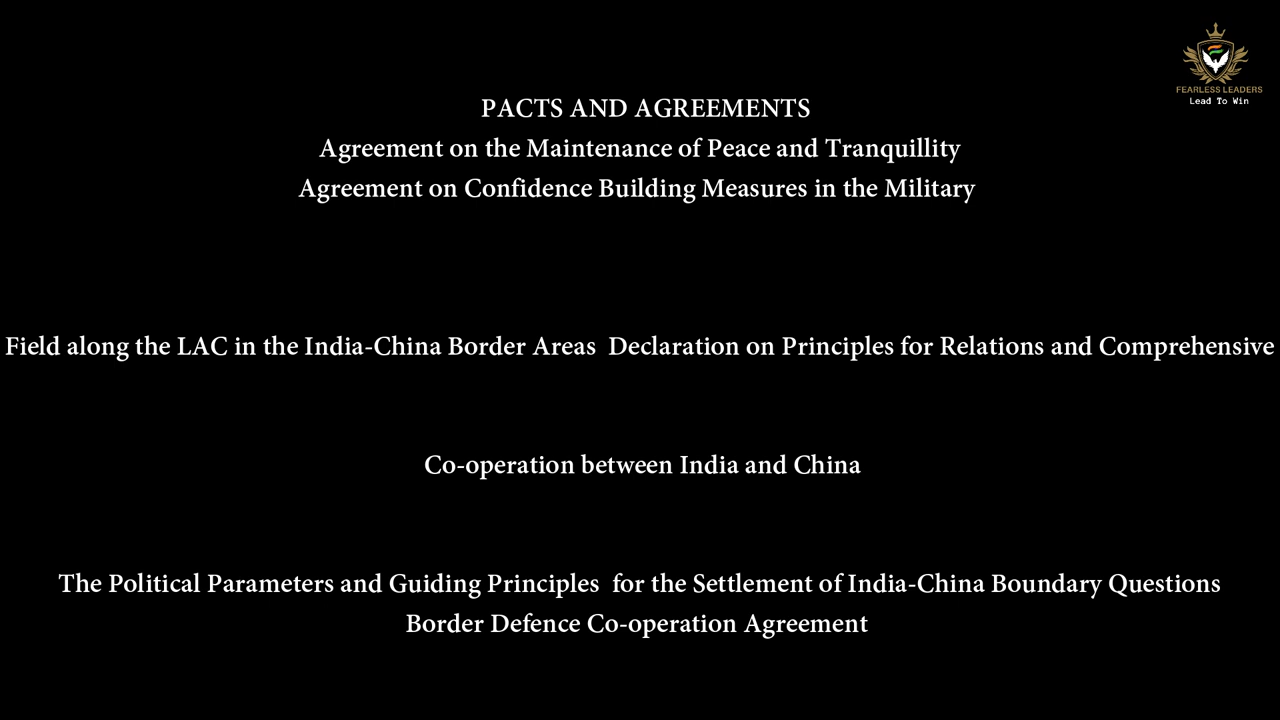 FEARLESS LEADERS
Lead To Win
PACTS AND AGREEMENTS
Agreement on the Maintenance of Peace and Tranquillity
Agreement on Confidence Building Measures in the Military
Field along the LAC in the India-China Border Areas  Declaration on Principles for Relations and Comprehensive
Co-operation between India and China
The Political Parameters and Guiding Principles  for the Settlement of India-China Boundary Questions
Border Defence Co-operation Agreement